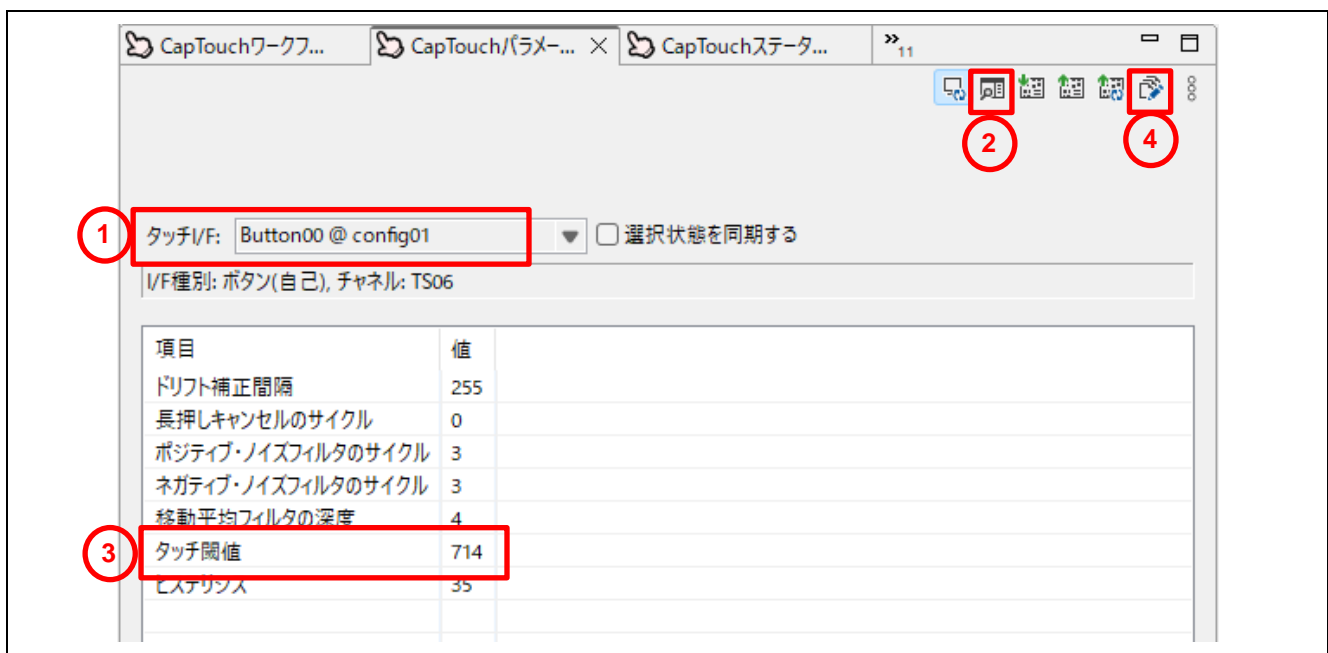 CapTouchワークフ... CapTouchパラメー... CapTouchステータ... »11
2 4
1 タッチI/F: Button00 @ config01 選択状態を同期する
I/F種別: ボタン(自己), チャネル: TS06
項目 値
ドリフト補正間隔 255
長押しキャンセルのサイクル 0
ポジティブ・ノイズフィルタのサイクル 3
ネガティブ・ノイズフィルタのサイクル 3
移動平均フィルタの深度 4
3 タッチ閾値 714
ヒステリシス 35